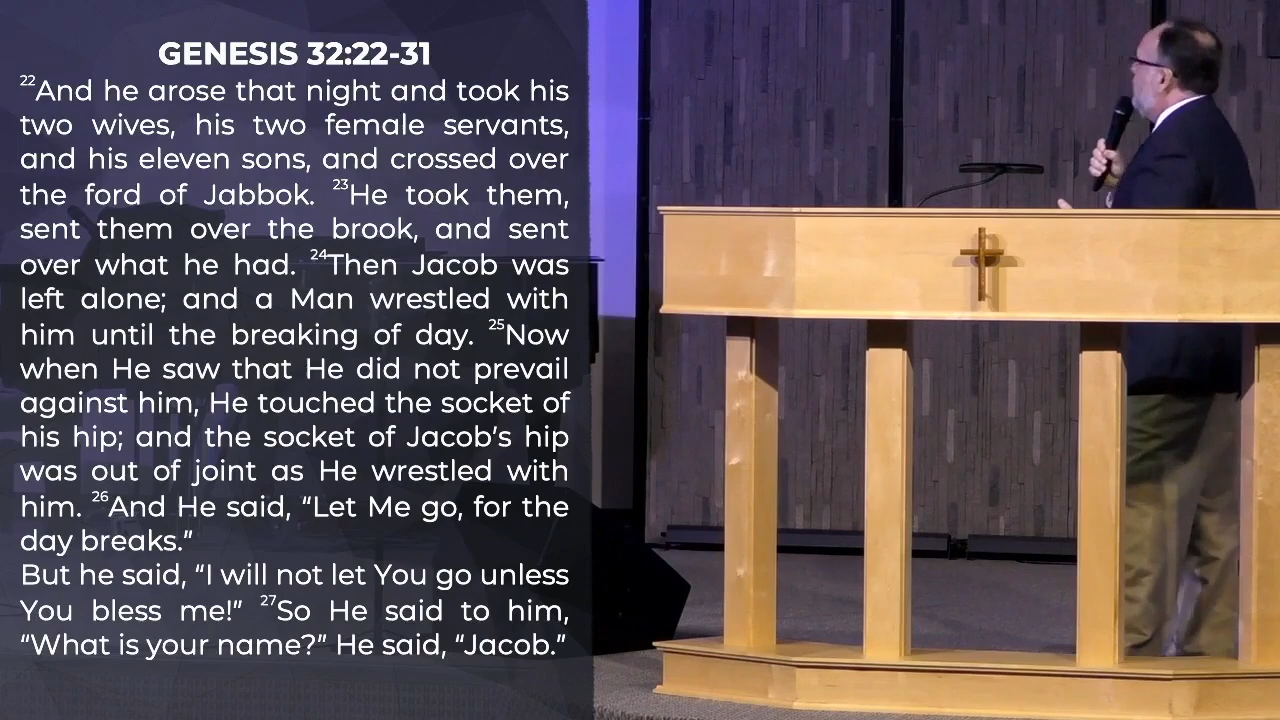 GENESIS 32:22-31
²²And he arose that night and took his
two wives, his two female servants,
and his eleven sons, and crossed over
the ford of Jabbok. ²³He took them,
sent them over the brook, and sent
over what he had. ²⁴Then Jacob was
left alone; and a Man wrestled with
him until the breaking of day. ²⁵Now
when He saw that He did not prevail
against him, He touched the socket of
his hip; and the socket of Jacob’s hip
was out of joint as He wrestled with
him. ²⁶And He said, “Let Me go, for the
day breaks.”
But he said, “I will not let You go unless
You bless me!” ²⁷So He said to him,
“What is your name?” He said, “Jacob.”